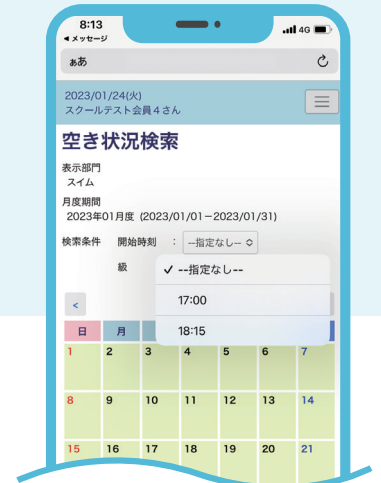 8:13
4G
◀ メッセージ
ぁあ
2023/01/24(火)
スクールテスト会員4さん
空き状況検索
表示部門
スイム
月度期間
2023年01月度 (2023/01/01－2023/01/31)
検索条件 開始時刻 : --指定なし--
級
✓ --指定なし--
17:00
18:15
<
日 月
1 2 3 4 5 6 7
8 9 10 11 12 13 14
15 16 17 18 19 20 21